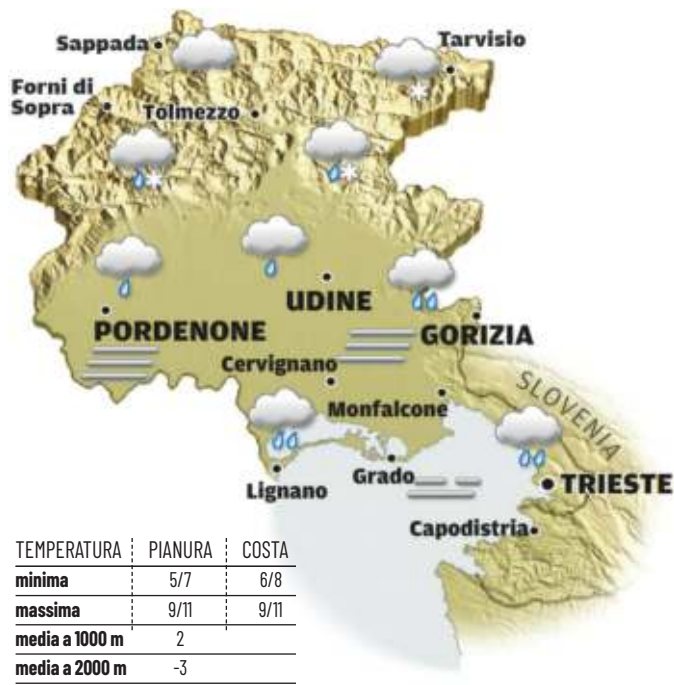 Sappada
Tarvisio
Forni di
Sopra
Tolmezzo
UDINE
PORDENONE
GORIZIA
Cervignano
SLOVENIA
Monfalcone
Grado
Lignano
TRIESTE
Capodistria
TEMPERATURA PIANURA COSTA
minima 5/7 6/8
massima 9/11 9/11
media a 1000 m 2
media a 2000 m -3